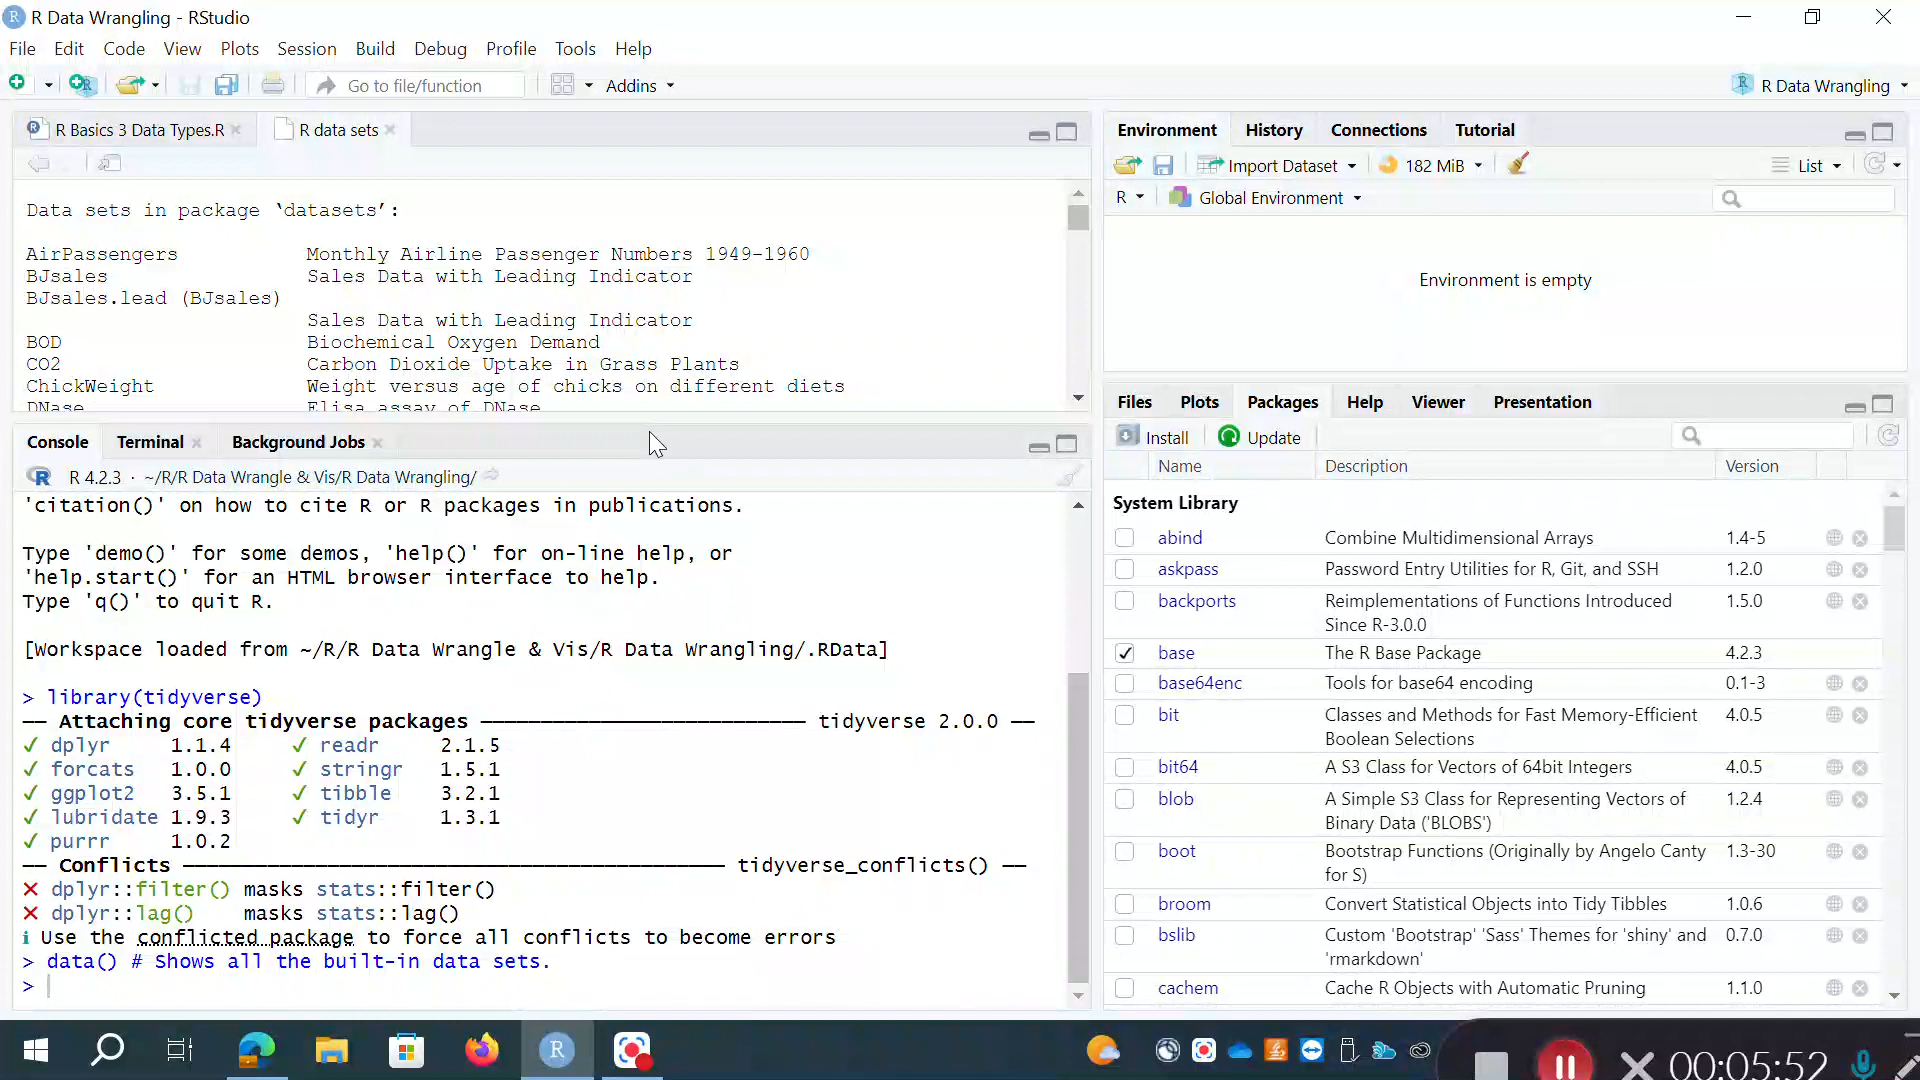 R Data Wrangling - RStudio
File Edit Code View Plots Session Build Debug Profile Tools Help
Go to file/function Addins R Data Wrangling
R Basics 3 Data Types.R R data sets
Data sets in package ‘datasets’:
AirPassengers Monthly Airline Passenger Numbers 1949-1960
BJsales Sales Data with Leading Indicator
BJsales.lead (BJsales)
Sales Data with Leading Indicator
BOD Biochemical Oxygen Demand
CO2 Carbon Dioxide Uptake in Grass Plants
ChickWeight Weight versus age of chicks on different diets
DNase Elisa assay of DNase
Console Terminal Background Jobs
R 4.2.3 · ~/R/R Data Wrangle & Vis/R Data Wrangling/
'citation()' on how to cite R or R packages in publications.
Type 'demo()' for some demos, 'help()' for on-line help, or
'help.start()' for an HTML browser interface to help.
Type 'q()' to quit R.
[Workspace loaded from ~/R/R Data Wrangle & Vis/R Data Wrangling/.RData]
> library(tidyverse)
── Attaching core tidyverse packages ── tidyverse 2.0.0 ──
✓ dplyr 1.1.4 ✓ readr 2.1.5
✓ forcats 1.0.0 ✓ stringr 1.5.1
✓ ggplot2 3.5.1 ✓ tibble 3.2.1
✓ lubridate 1.9.3 ✓ tidyr 1.3.1
✓ purrr 1.0.2
── Conflicts ── tidyverse_conflicts() ──
✕ dplyr::filter() masks stats::filter()
✕ dplyr::lag() masks stats::lag()
i Use the conflicted package to force all conflicts to become errors
> data() # Shows all the built-in data sets.
>
Environment History Connections Tutorial
Import Dataset 182 MiB List
R Global Environment
Environment is empty
Files Plots Packages Help Viewer Presentation
Install Update
Name Description Version
System Library
abind Combine Multidimensional Arrays 1.4-5
askpass Password Entry Utilities for R, Git, and SSH 1.2.0
backports Reimplementations of Functions Introduced 1.5.0
Since R-3.0.0
base The R Base Package 4.2.3
base64enc Tools for base64 encoding 0.1-3
bit Classes and Methods for Fast Memory-Efficient 4.0.5
Boolean Selections
bit64 A S3 Class for Vectors of 64bit Integers 4.0.5
blob A Simple S3 Class for Representing Vectors of 1.2.4
Binary Data ('BLOBS')
boot Bootstrap Functions (Originally by Angelo Canty 1.3-30
for S)
broom Convert Statistical Objects into Tidy Tibbles 1.0.6
bslib Custom 'Bootstrap' 'Sass' Themes for 'shiny' and 0.7.0
'rmarkdown'
cachem Cache R Objects with Automatic Pruning 1.1.0
00:05:52